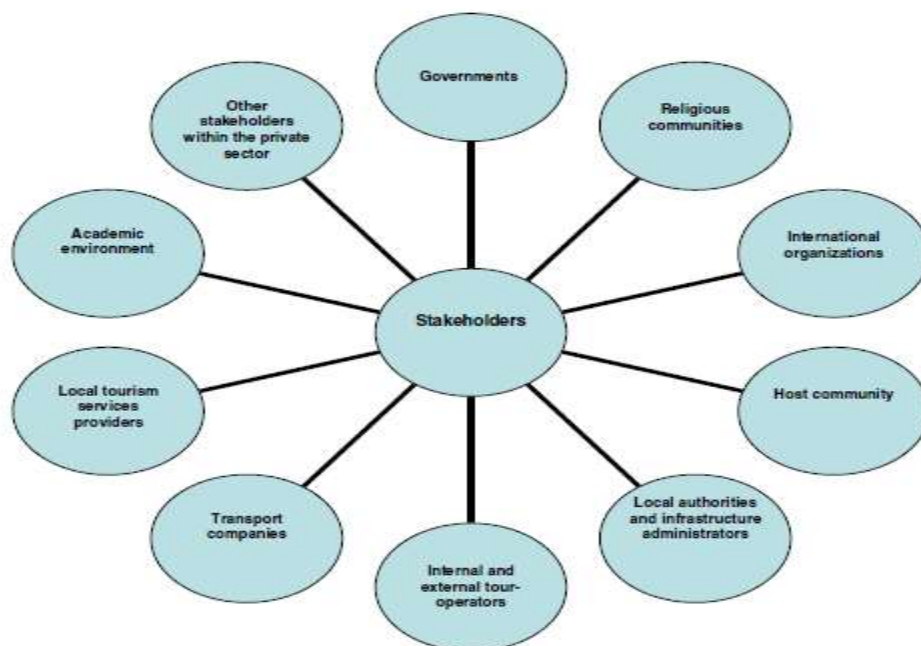 Governments
Religious
communities
International
organizations
Host community
Local authorities
and infrastructure
administrators
Internal and
external tour-
operators
Transport
companies
Local tourism
services
providers
Academic
environment
Other
stakeholders
within the private
sector
Stakeholders